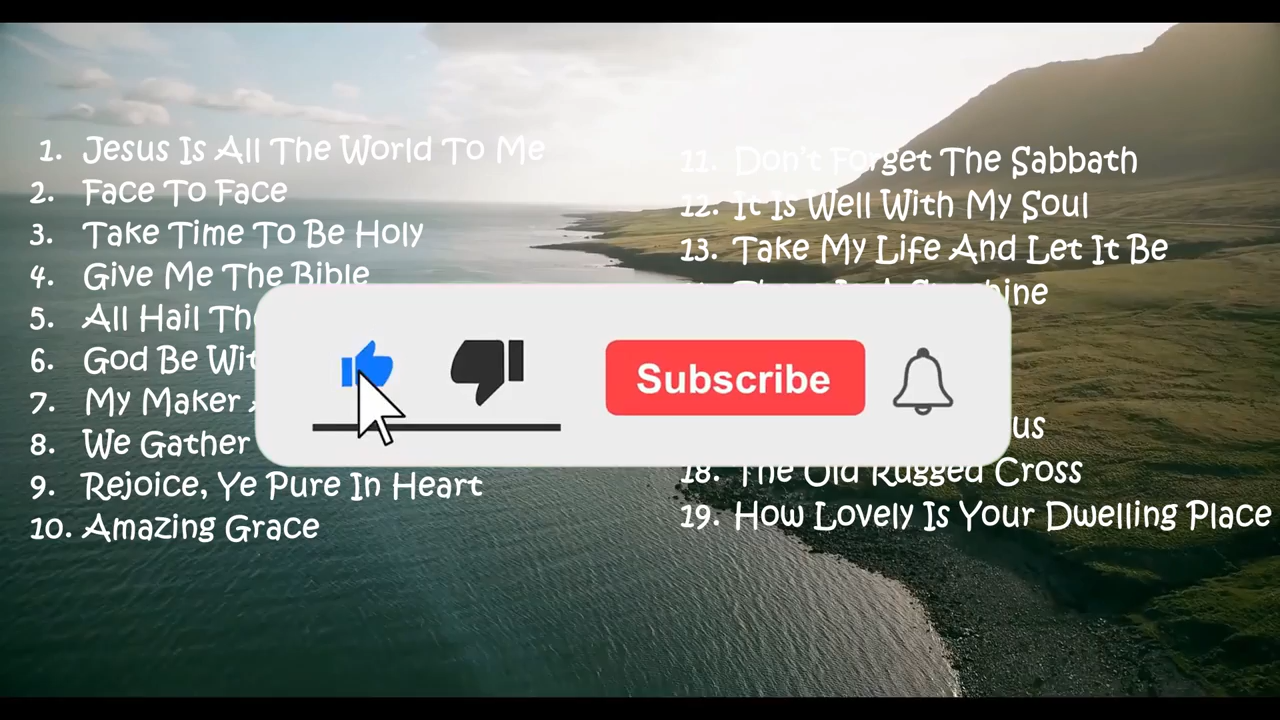 1. Jesus Is All The World To Me
2. Face To Face
3. Take Time To Be Holy
4. Give Me The Bible
5. All Hail
6. God Be
7. My Maker
8. We Gather
9. Rejoice, Ye Pure In Heart
10. Amazing Grace
11. Don't Forget The Sabbath
12. It Is Well With My Soul
13. Take My Life And Let It Be
18. The Old Rugged Cross
19. How Lovely Is Your Dwelling Place
Subscribe